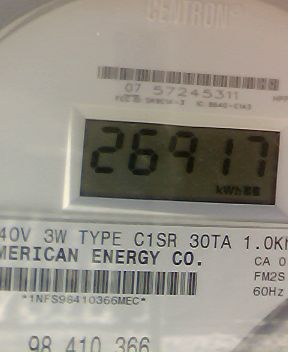 CENTRON®
07 57245311
26917
kWh
40V 3W TYPE C1SR 30TA 1.0K
MERICAN ENERGY CO.
CA 0
FM2S
60Hz
*1NFS98410366MEC*
98 410 366